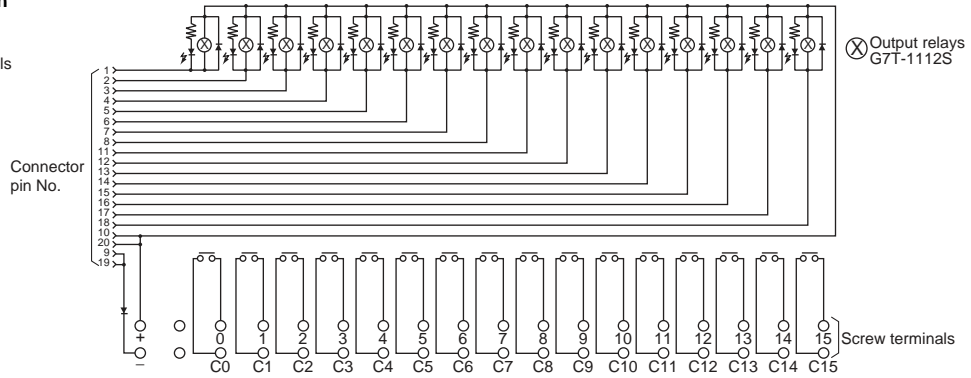 n
ls
Output relays
G7T-1112S
1
2
3
4
5
6
7
8
11
12
13
14
15
16
17
18
10
20
9
19
Connector
pin No.
+ 0 1 2 3 4 5 6 7 8 9 10 11 12 13 14 15
Screw terminals
− C0 C1 C2 C3 C4 C5 C6 C7 C8 C9 C10 C11 C12 C13 C14 C15